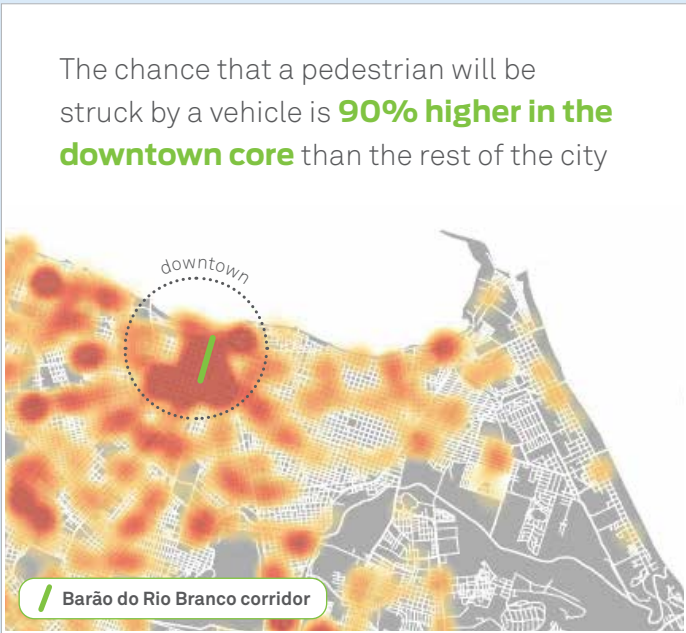 The chance that a pedestrian will be
struck by a vehicle is 90% higher in the
downtown core than the rest of the city
downtown
Barão do Rio Branco corridor